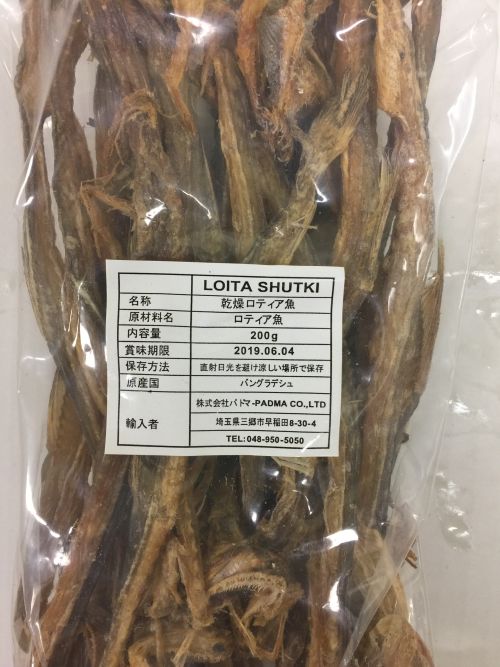 LOITA SHUTKI
名称 乾燥ロティア魚
原材料名 ロティア魚
内容量 200g
賞味期限 2019.06.04
保存方法 直射日光を避け涼しい場所で保存
原産国 バングラデシュ
輸入者 株式会社パドマ-PADMA CO.,LTD
埼玉県三郷市早稲田8-30-4
TEL:048-950-5050